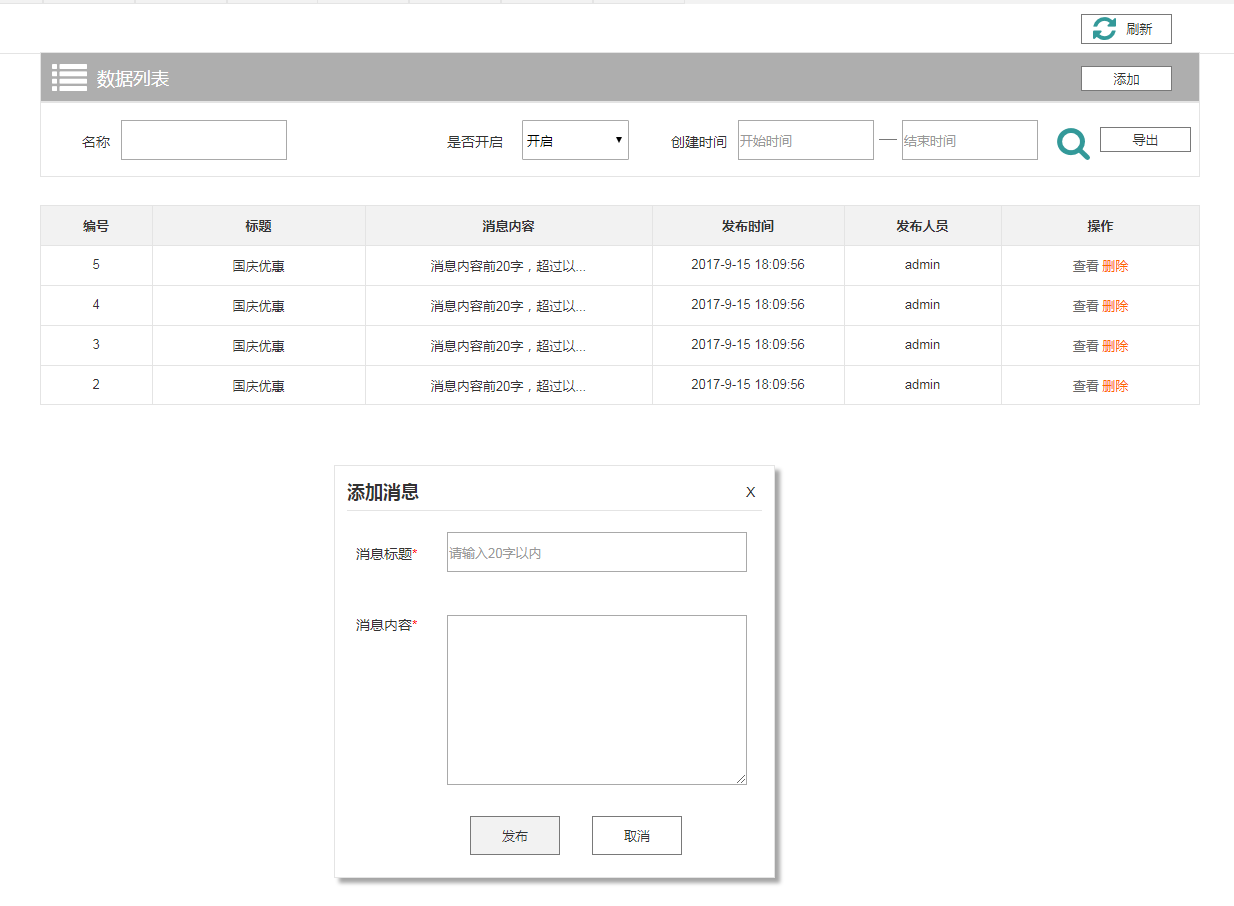 刷新
数据列表
添加
名称 是否开启 开启 创建时间 开始时间 — 结束时间 导出
编号 标题 消息内容 发布时间 发布人员 操作
5 国庆优惠 消息内容前20字，超过以... 2017-9-15 18:09:56 admin 查看 删除
4 国庆优惠 消息内容前20字，超过以... 2017-9-15 18:09:56 admin 查看 删除
3 国庆优惠 消息内容前20字，超过以... 2017-9-15 18:09:56 admin 查看 删除
2 国庆优惠 消息内容前20字，超过以... 2017-9-15 18:09:56 admin 查看 删除
添加消息 X
消息标题* 请输入20字以内
消息内容*
发布 取消